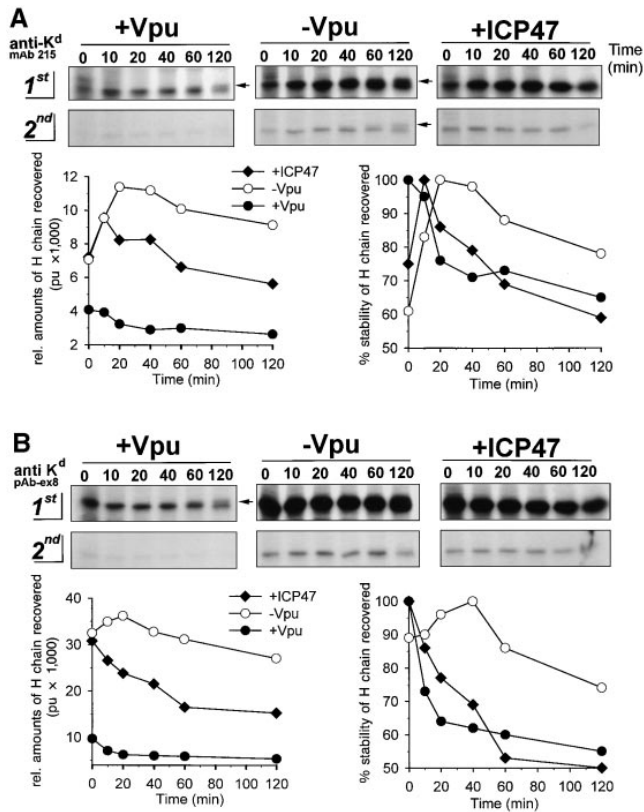 A
+Vpu -Vpu +ICP47
anti-Kd
mAb 215
0 10 20 40 60 120 0 10 20 40 60 120 0 10 20 40 60 120 Time (min)
1st
2nd
+ICP47
-Vpu
+Vpu
rel. amounts of H chain recovered
(pu ×1,000)
12
10
8
6
4
2
0 20 40 60 80 100 120
Time (min)
% stability of H chain recovered
100
90
80
70
60
50
0 20 40 60 80 100 120
Time (min)
B
+Vpu -Vpu +ICP47
anti Kd
pAb-ex8
0 10 20 40 60 120 0 10 20 40 60 120 0 10 20 40 60 120
1st
2nd
+ICP47
-Vpu
+Vpu
rel. amounts of H chain recovered
(pu × 1,000)
40
30
20
10
0 20 40 60 80 100 120
Time (min)
% stability of H chain recovered
100
90
80
70
60
50
0 20 40 60 80 100 120
Time (min)